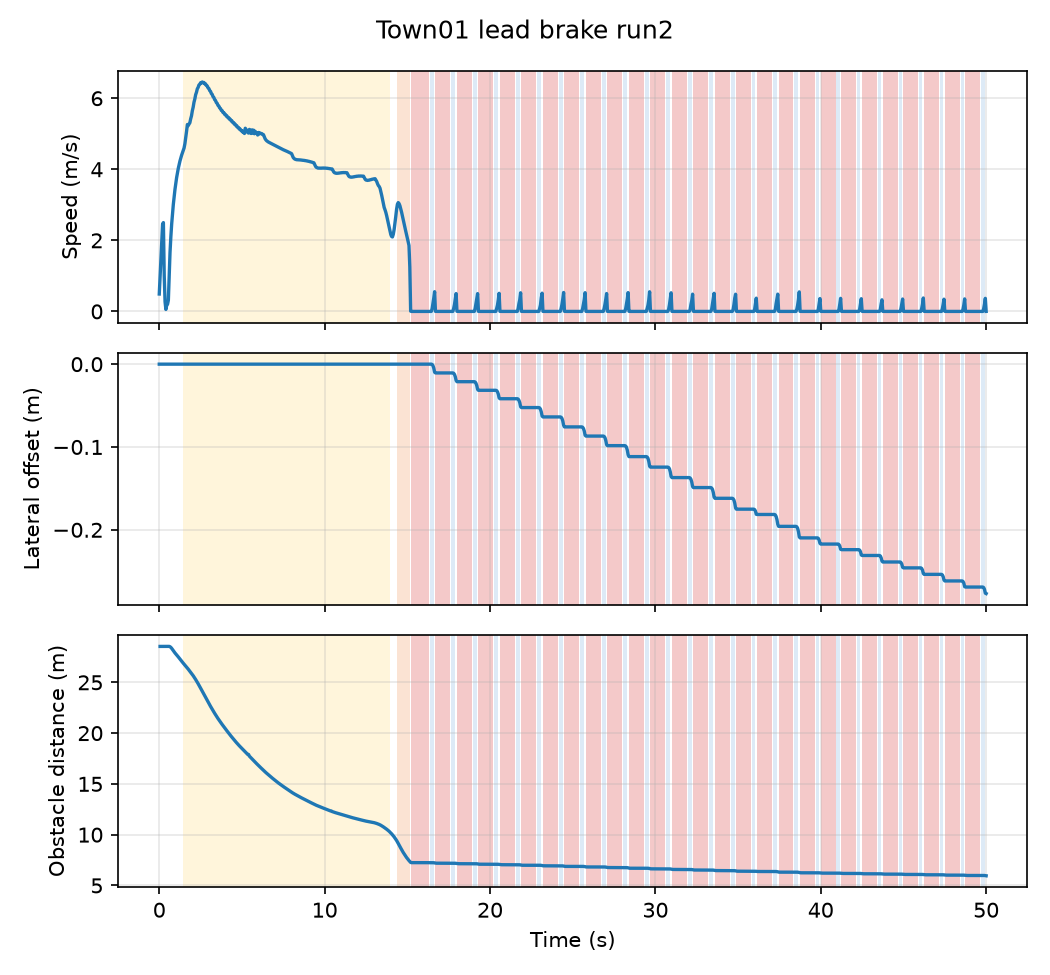 Town01 lead brake run2
6
4
2
0
Speed (m/s)
0.0
−0.1
−0.2
Lateral offset (m)
25
20
15
10
5
Obstacle distance (m)
0 10 20 30 40 50
Time (s)